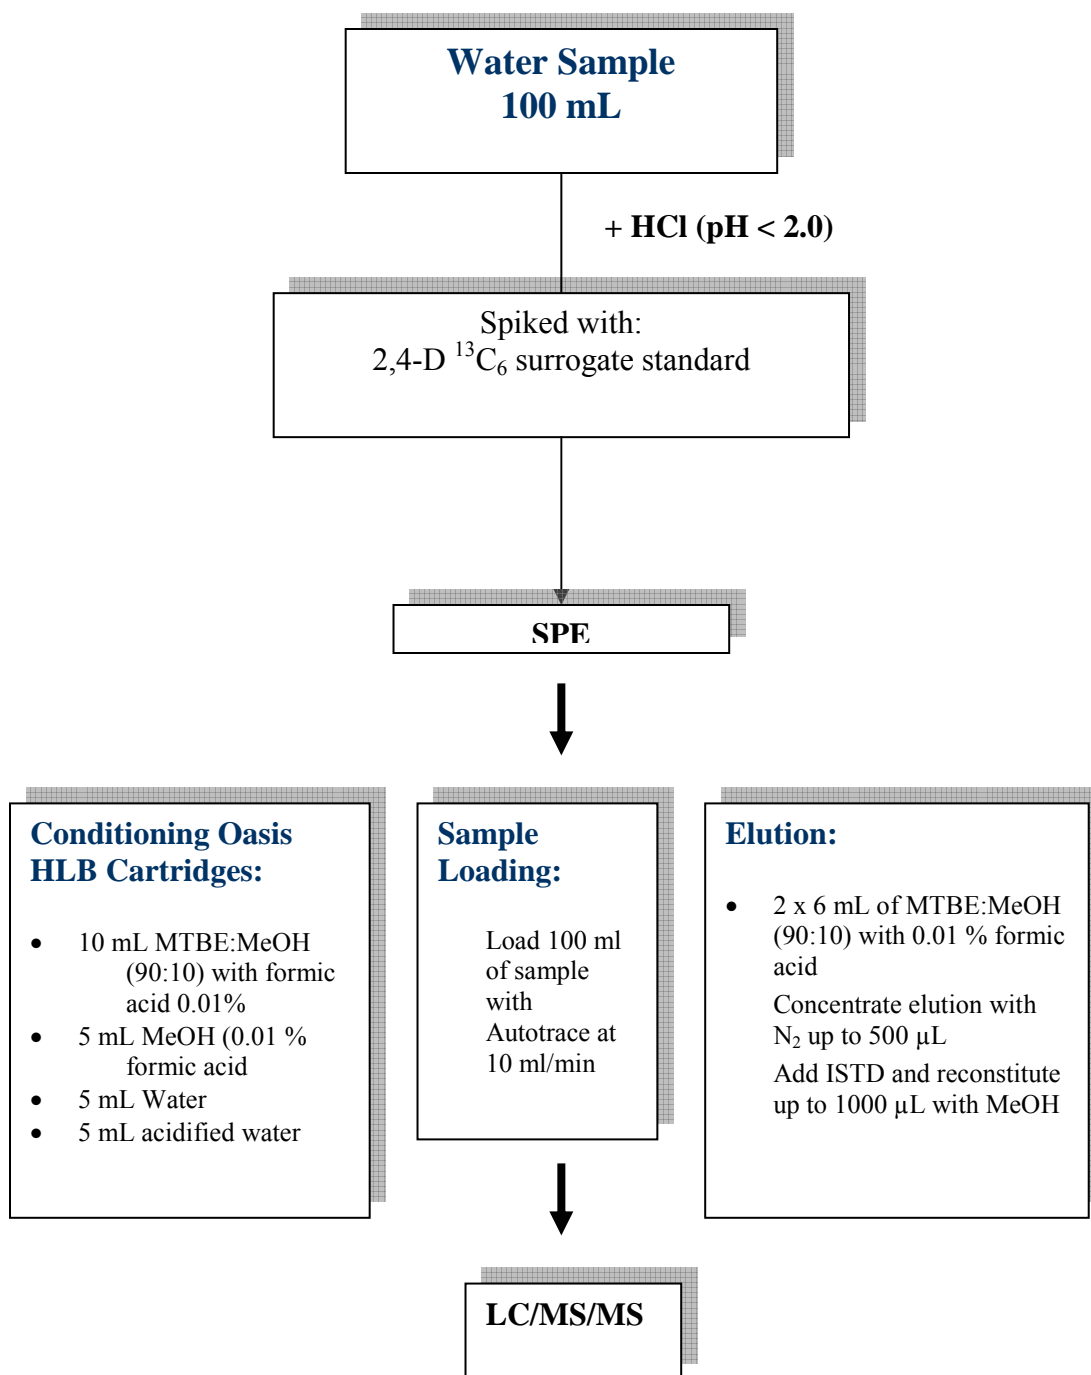 Water Sample
100 mL
+ HCl (pH < 2.0)
Spiked with:
2,4-D ¹³C₆ surrogate standard
SPE
Conditioning Oasis
HLB Cartridges:
• 10 mL MTBE:MeOH
(90:10) with formic
acid 0.01%
• 5 mL MeOH (0.01 %
formic acid
• 5 mL Water
• 5 mL acidified water
Sample
Loading:
Load 100 ml
of sample
with
Autotrace at
10 ml/min
Elution:
• 2 x 6 mL of MTBE:MeOH
(90:10) with 0.01 % formic
acid
Concentrate elution with
N₂ up to 500 µL
Add ISTD and reconstitute
up to 1000 µL with MeOH
LC/MS/MS